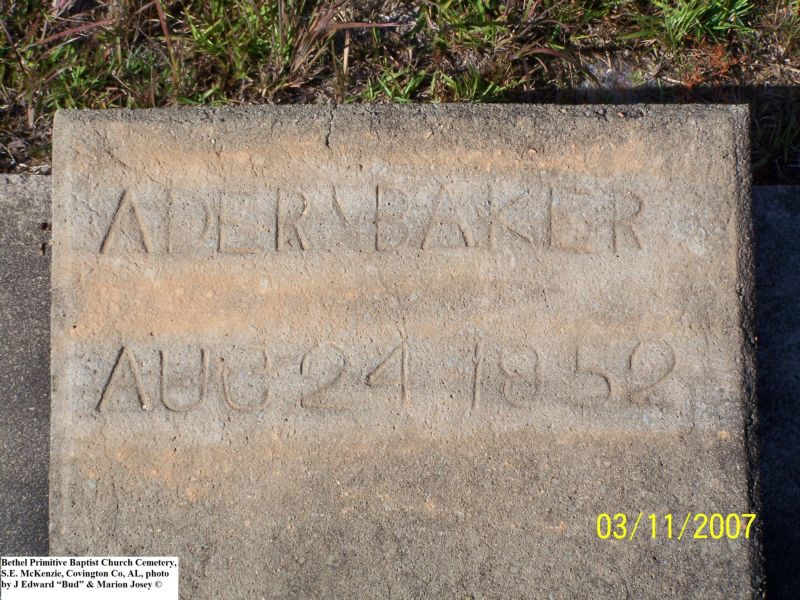 ADER BAKER
AUG 24 1852
03/11/2007
Bethel Primitive Baptist Church Cemetery,
S.E. McKenzie, Covington Co, AL, photo
by J Edward “Bud” & Marion Josey ©